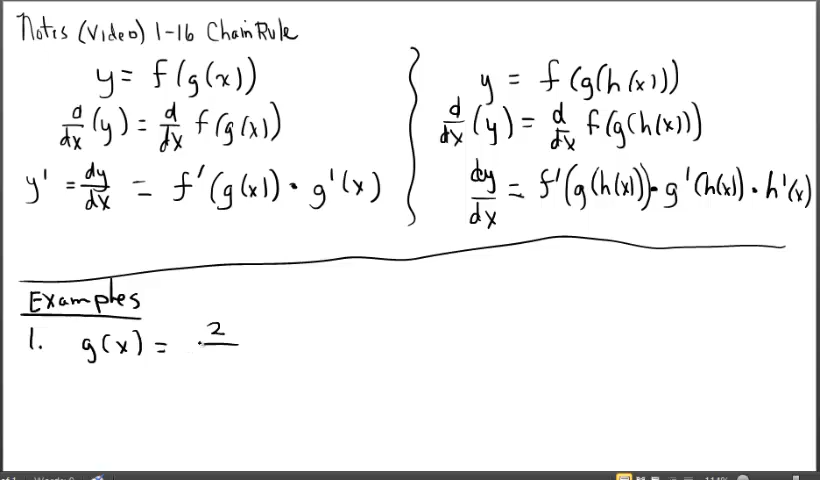 Notes (Video) 1-16 Chain Rule
y = f(g(x))
d/dx (y) = d/dx f(g(x))
y' = dy/dx = f'(g(x)) · g'(x)
y = f(g(h(x)))
d/dx (y) = d/dx f(g(h(x)))
dy/dx = f'(g(h(x))) · g'(h(x)) · h'(x)
Examples
1. g(x) = 2